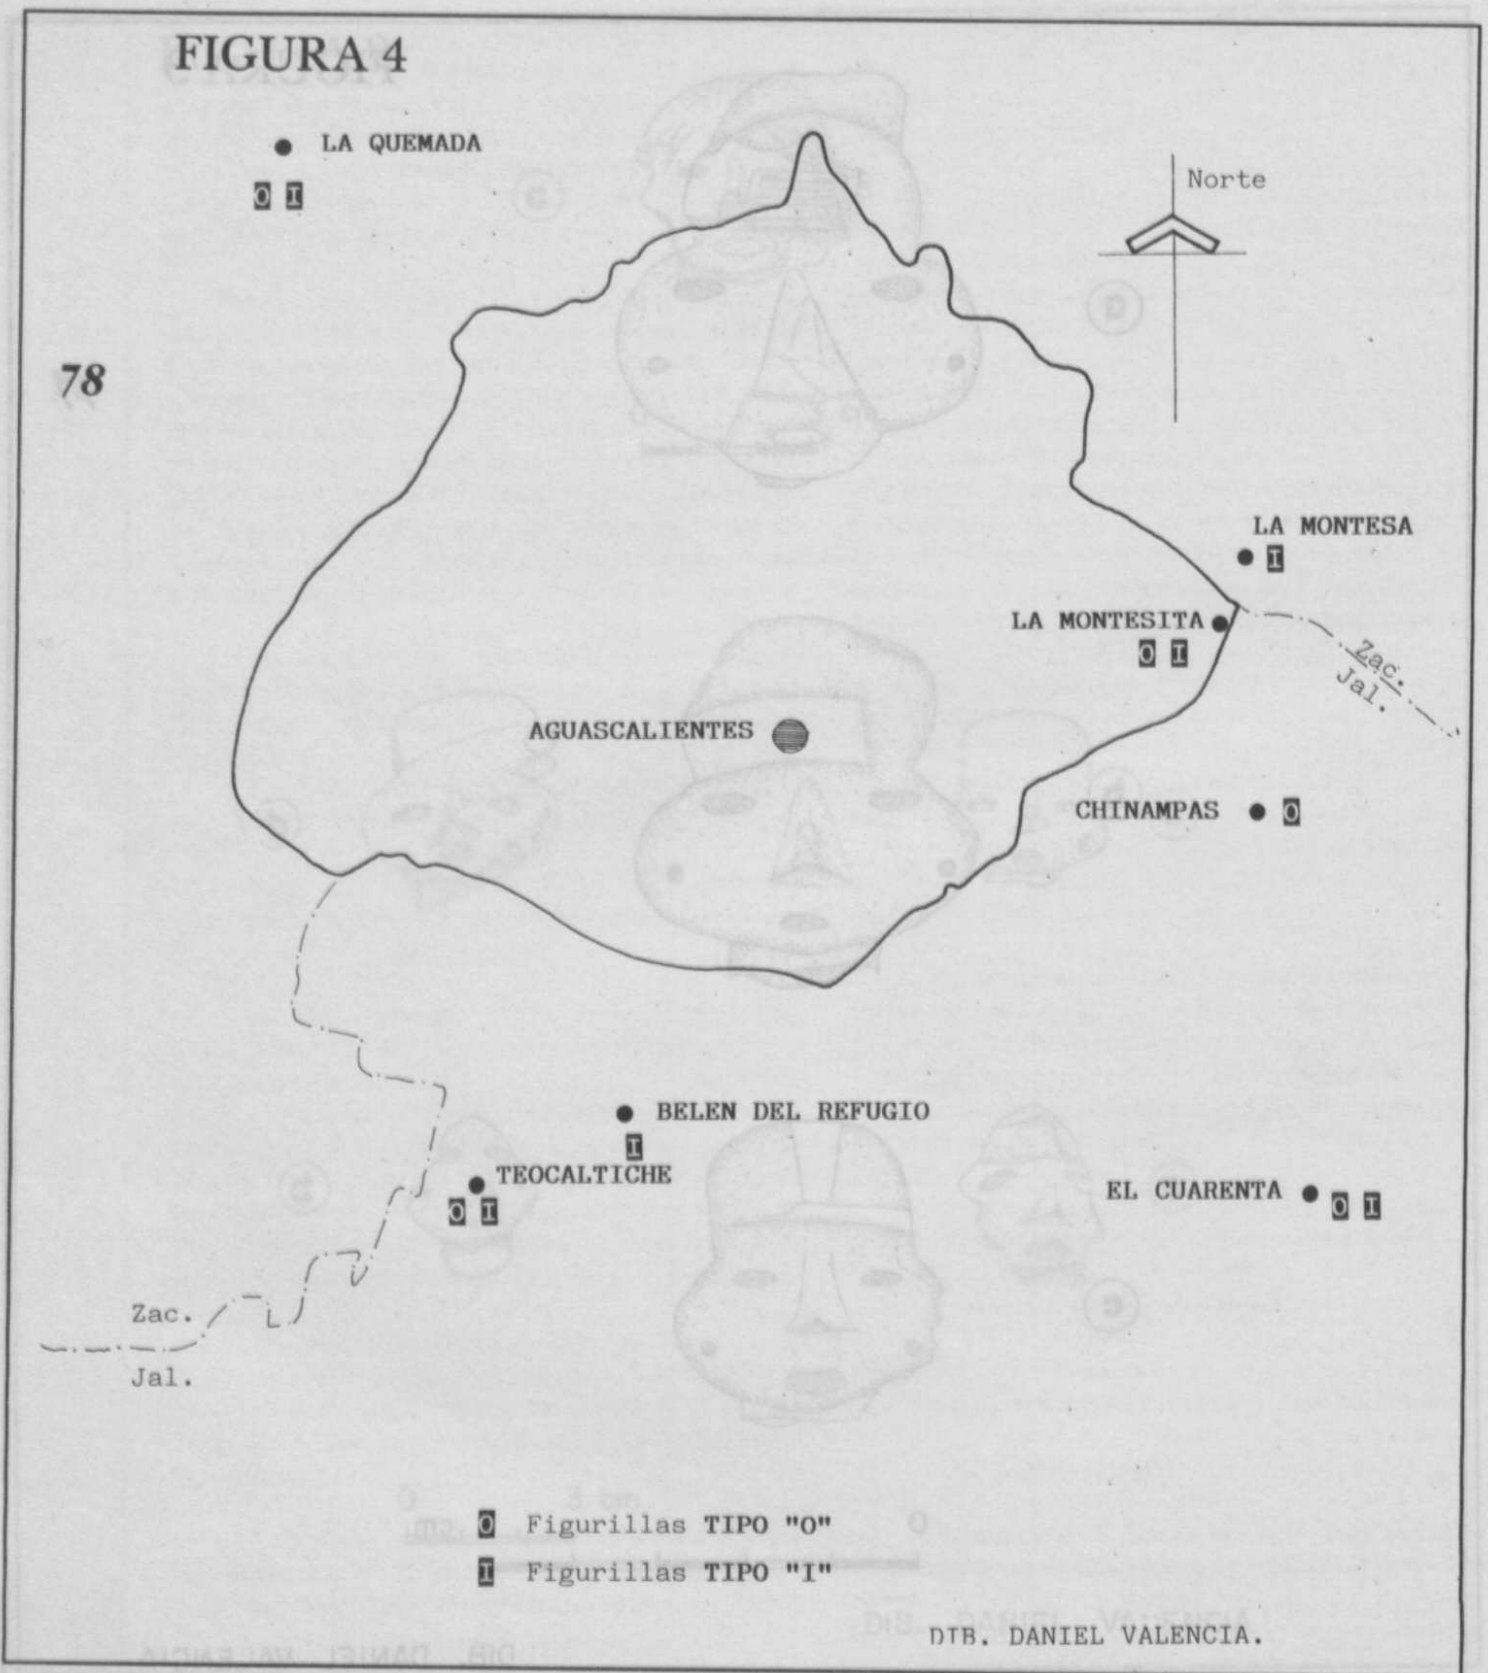 FIGURA 4
LA QUEMADA
O I
Norte
78
LA MONTESA
I
LA MONTESITA
O I
Zac.
Jal.
AGUASCALIENTES
CHINAMPAS O
BELEN DEL REFUGIO
I
TEOCALTICHE
O I
EL CUARENTA O I
Zac.
Jal.
O Figurillas TIPO "O"
I Figurillas TIPO "I"
DIB. DANIEL VALENCIA.